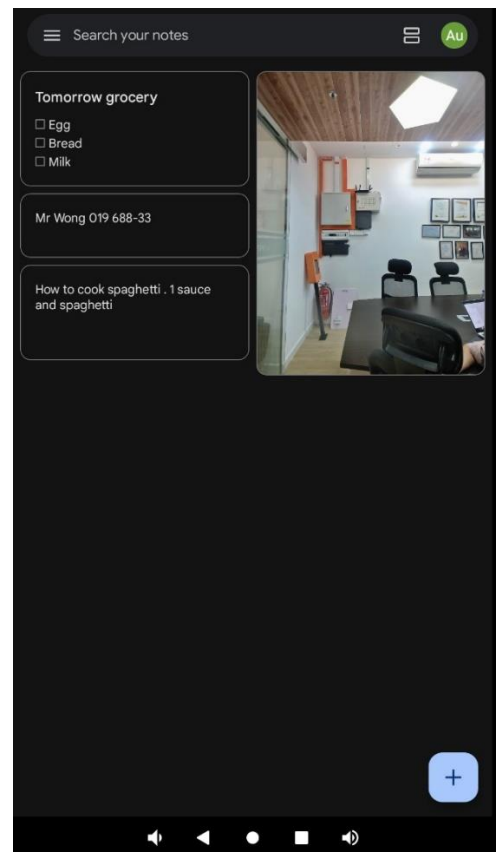 Search your notes
Au
Tomorrow grocery
Egg
Bread
Milk
Mr Wong 019 688-33
How to cook spaghetti . 1 sauce
and spaghetti